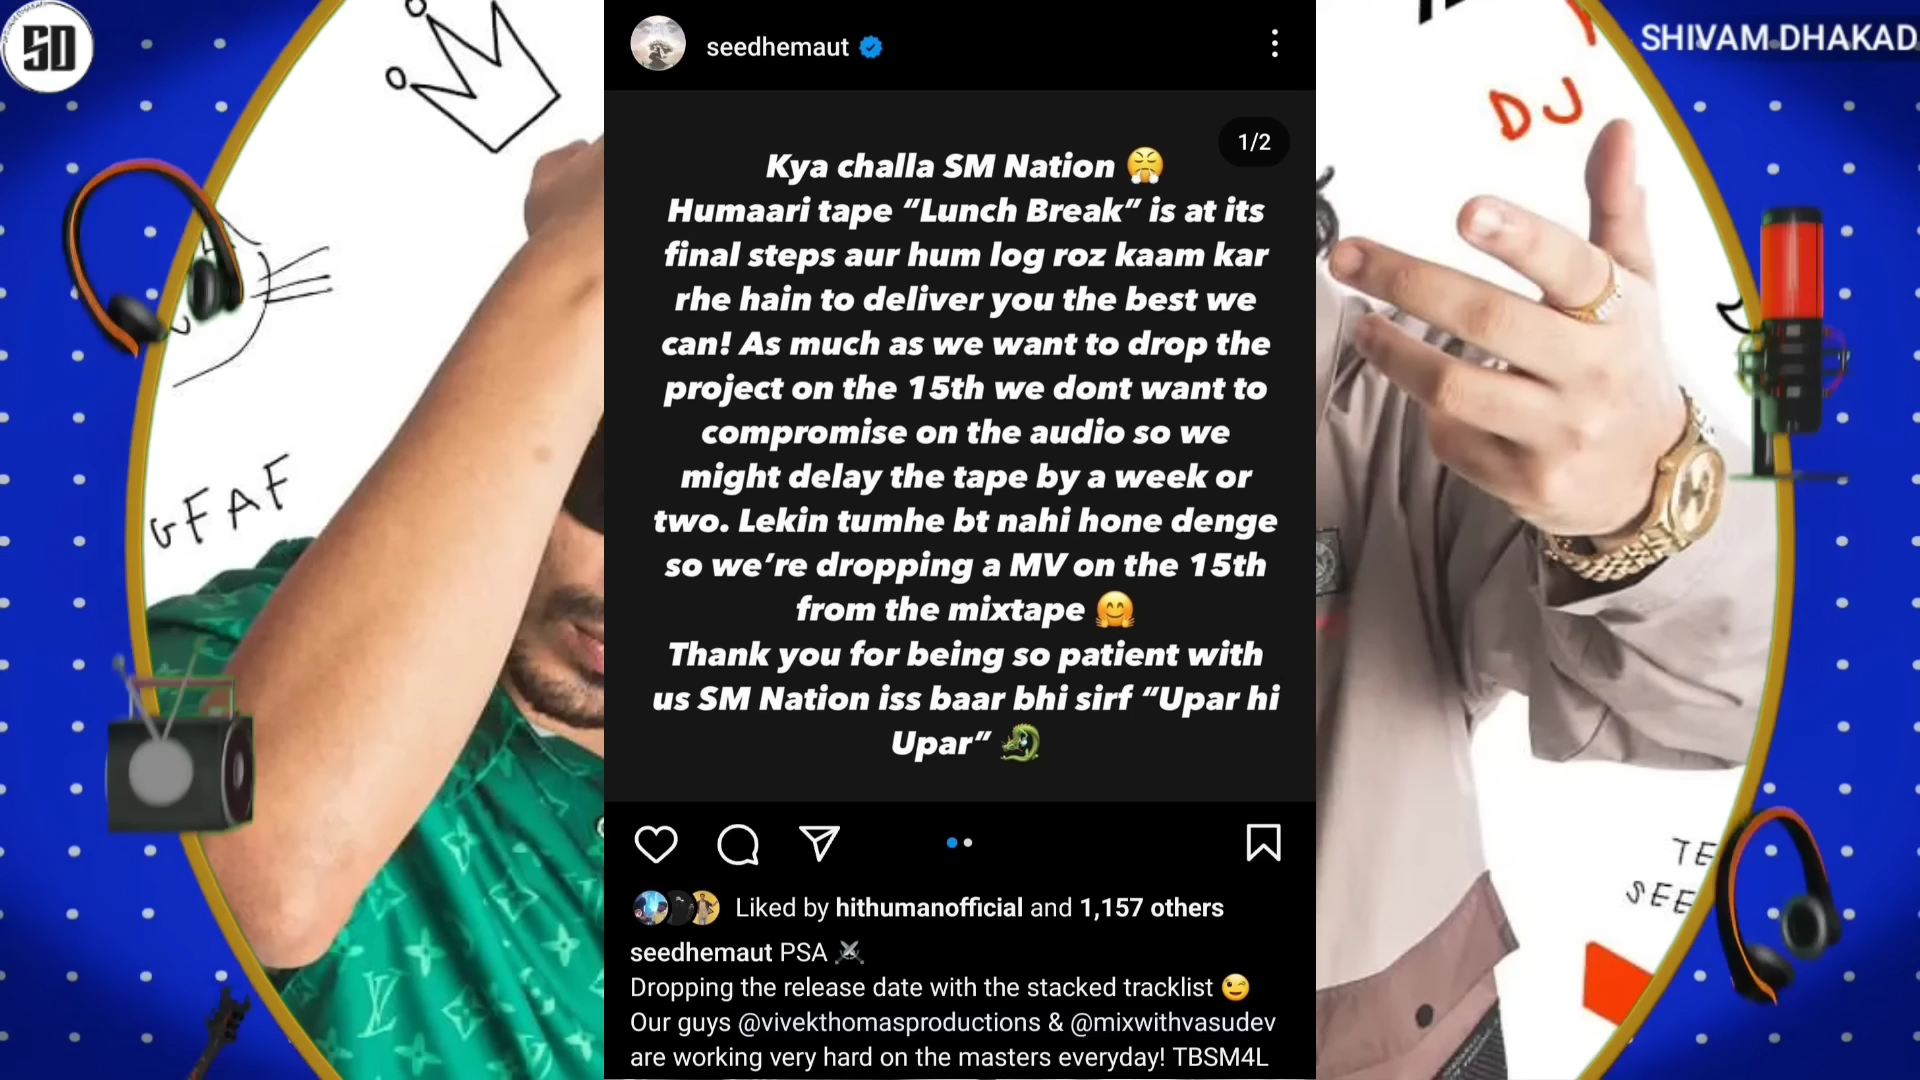 SD
SHIVAM DHAKAD
DJ
GFAF
seedhemaut
1/2
Kya challa SM Nation 😤
Humaari tape “Lunch Break” is at its
final steps aur hum log roz kaam kar
rhe hain to deliver you the best we
can! As much as we want to drop the
project on the 15th we dont want to
compromise on the audio so we
might delay the tape by a week or
two. Lekin tumhe bt nahi hone denge
so we’re dropping a MV on the 15th
from the mixtape 🤗
Thank you for being so patient with
us SM Nation iss baar bhi sirf “Upar hi
Upar” 🐉
Liked by hithumanofficial and 1,157 others
seedhemaut PSA ⚔️
Dropping the release date with the stacked tracklist 😉
Our guys @vivekthomasproductions & @mixwithvasudev
are working very hard on the masters everyday! TBSM4L
TE
SEE